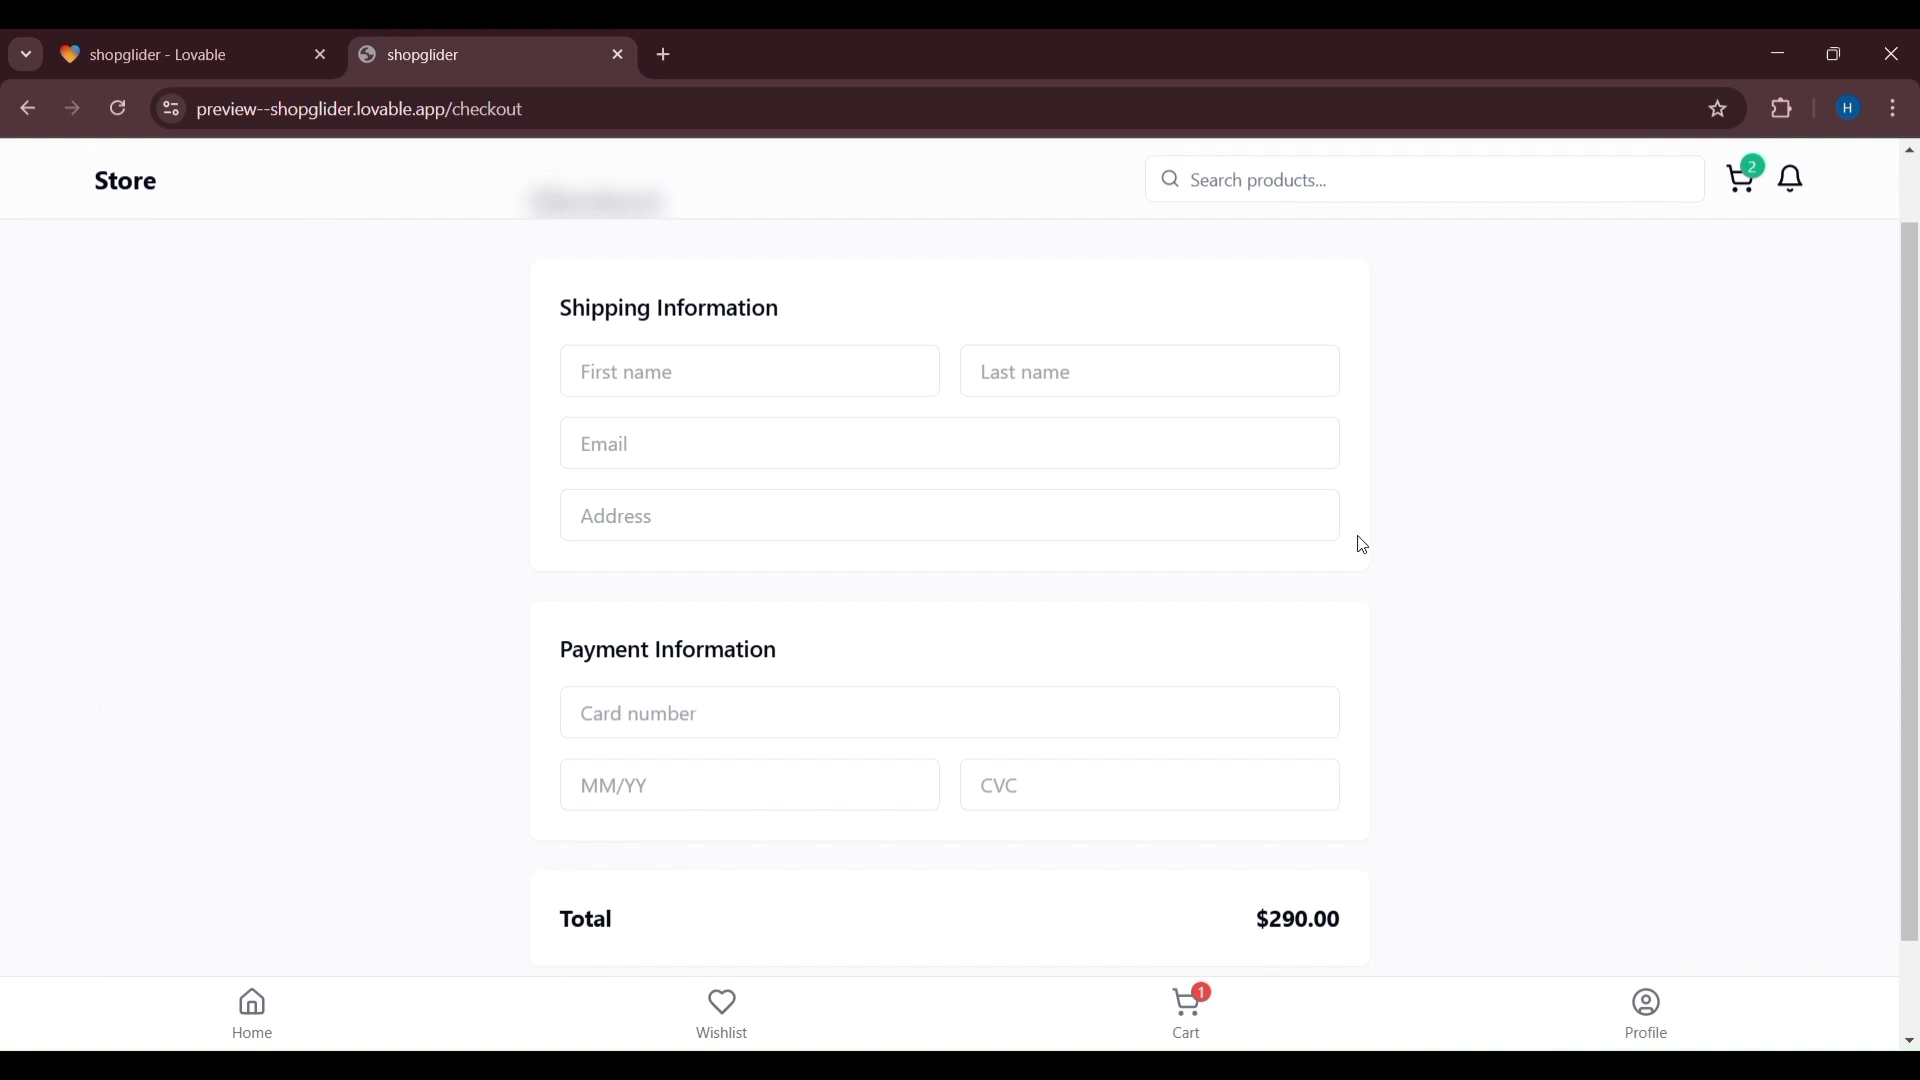 shopglider - Lovable
shopglider
preview--shopglider.lovable.app/checkout
H
Store
Search products...
2
Shipping Information
First name
Last name
Email
Address
Payment Information
Card number
MM/YY
CVC
Total
$290.00
Home
Wishlist
1
Cart
Profile